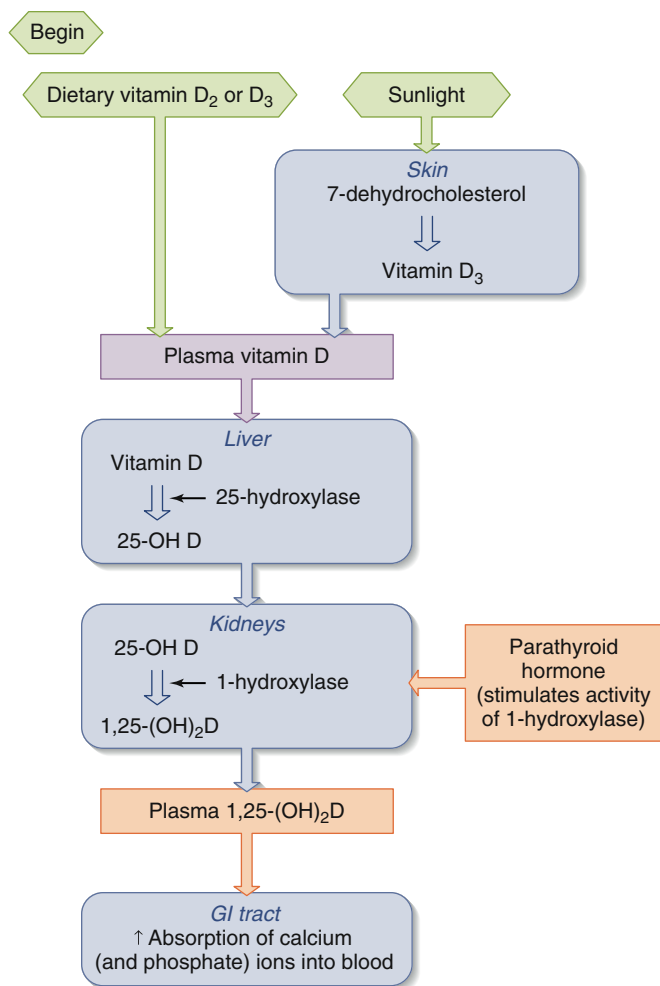 Begin
Dietary vitamin D₂ or D₃
Sunlight
Skin
7-dehydrocholesterol
Vitamin D₃
Plasma vitamin D
Liver
Vitamin D
25-hydroxylase
25-OH D
Kidneys
25-OH D
1-hydroxylase
1,25-(OH)₂D
Parathyroid
hormone
(stimulates activity
of 1-hydroxylase)
Plasma 1,25-(OH)₂D
GI tract
↑ Absorption of calcium
(and phosphate) ions into blood